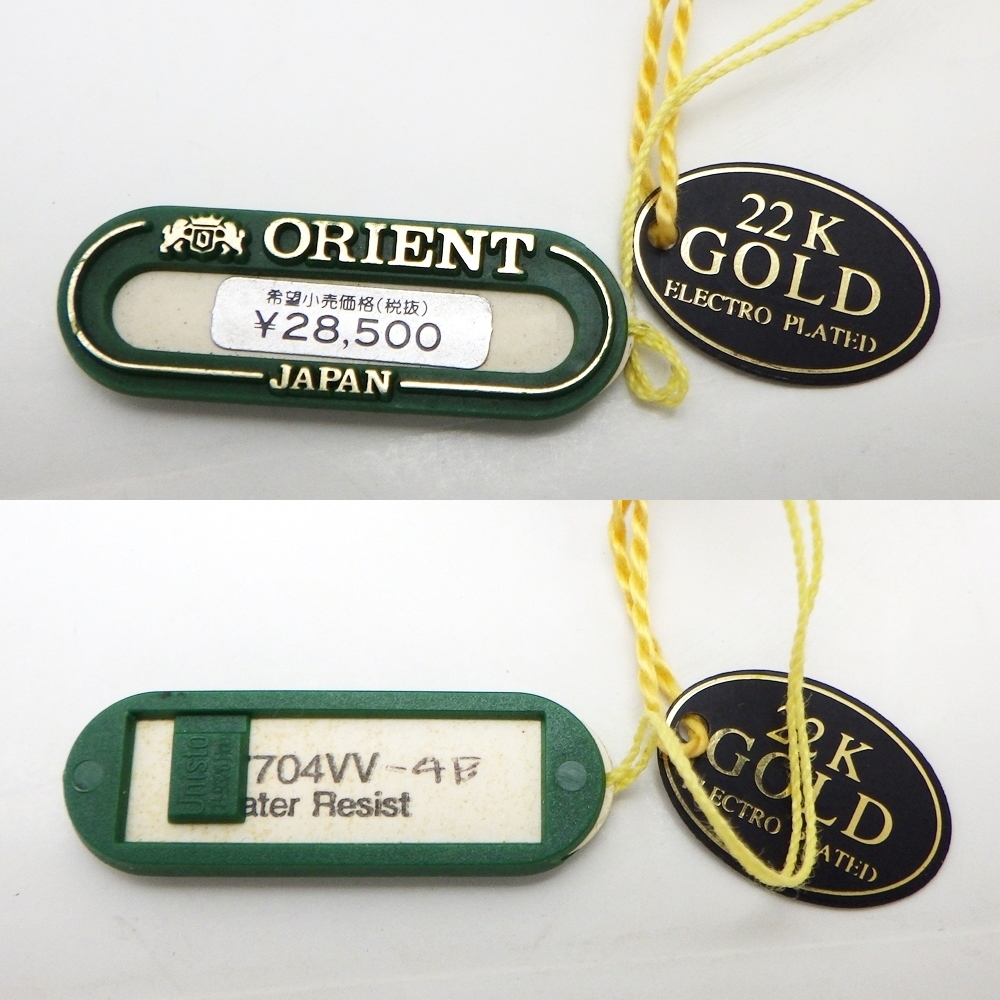 ORIENT
希望小売価格(税抜)
¥28,500
JAPAN
22K
GOLD
ELECTRO PLATED
7704VV-4B
ater Resist
22K
GOLD
ELECTRO PLATED